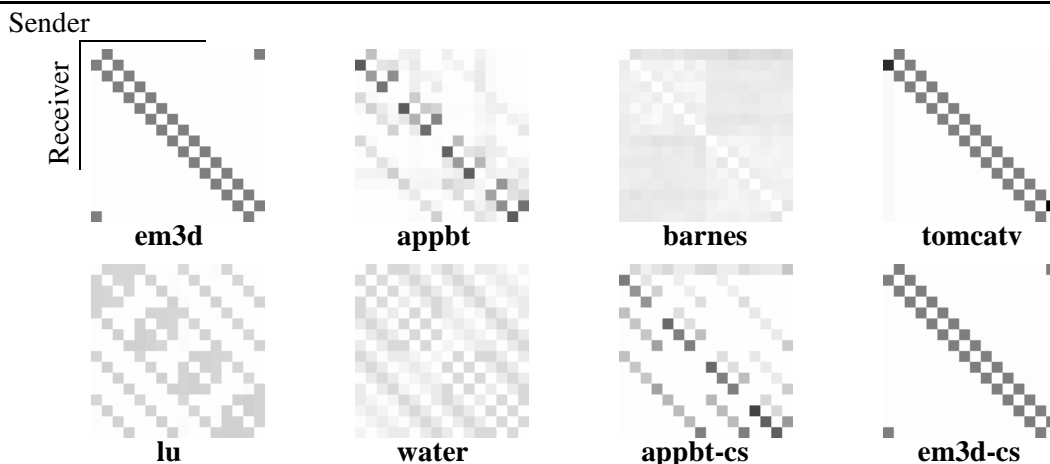 Sender
Receiver
em3d
appbt
barnes
tomcatv
lu
water
appbt-cs
em3d-cs